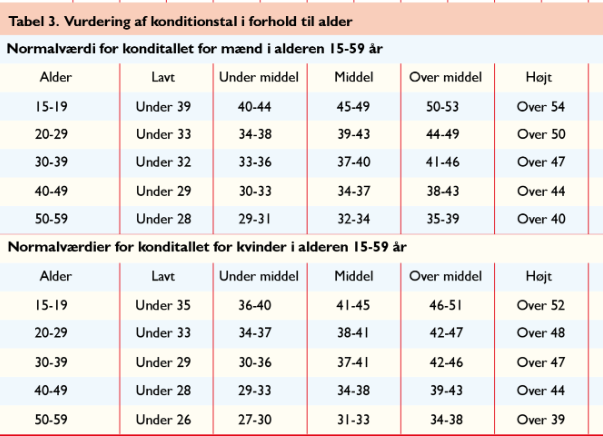 Tabel 3. Vurdering af konditionstal i forhold til alder
Normalværdi for konditallet for mænd i alderen 15-59 år
Alder Lavt Under middel Middel Over middel Højt
15-19 Under 39 40-44 45-49 50-53 Over 54
20-29 Under 33 34-38 39-43 44-49 Over 50
30-39 Under 32 33-36 37-40 41-46 Over 47
40-49 Under 29 30-33 34-37 38-43 Over 44
50-59 Under 28 29-31 32-34 35-39 Over 40
Normalværdier for konditallet for kvinder i alderen 15-59 år
Alder Lavt Under middel Middel Over middel Højt
15-19 Under 35 36-40 41-45 46-51 Over 52
20-29 Under 33 34-37 38-41 42-47 Over 48
30-39 Under 29 30-36 37-41 42-46 Over 47
40-49 Under 28 29-33 34-38 39-43 Over 44
50-59 Under 26 27-30 31-33 34-38 Over 39